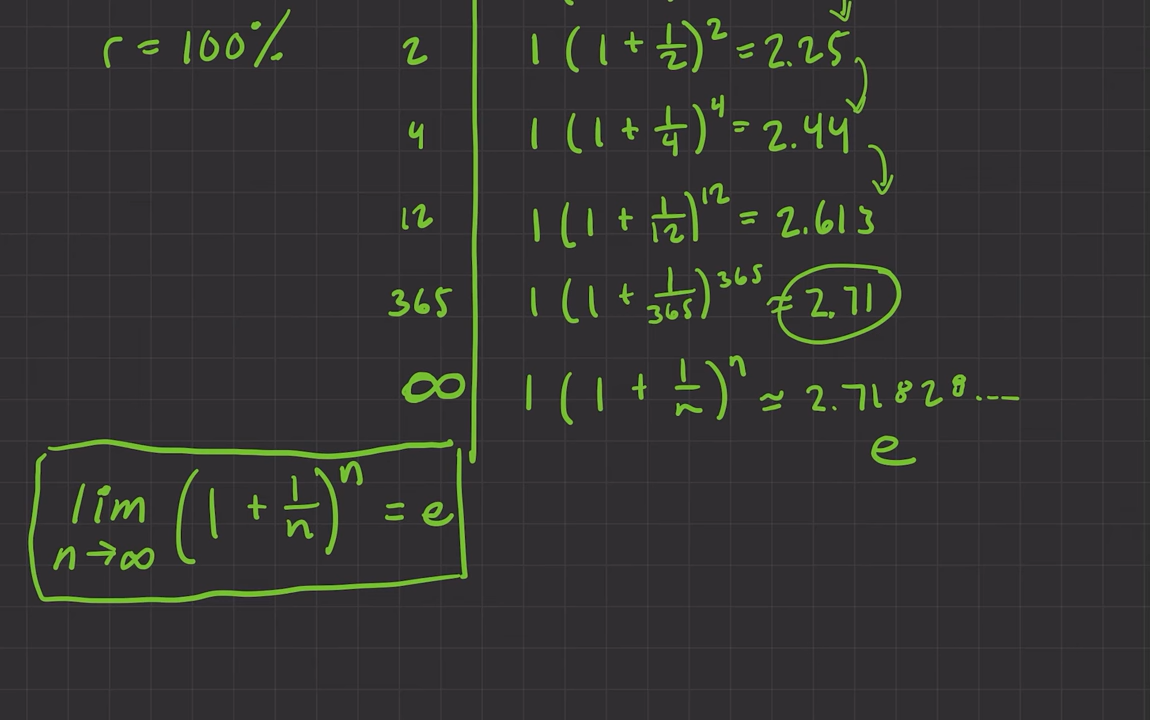 r = 100% 2 1 (1 + 1/2)^2 = 2.25
4 1 (1 + 1/4)^4 = 2.44
12 1 (1 + 1/12)^12 = 2.613
365 1 (1 + 1/365)^365 ≈ 2.71
∞ 1 (1 + 1/n)^n ≈ 2.71828...
e
lim n→∞ (1 + 1/n)^n = e